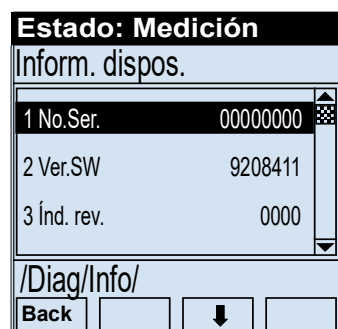 Estado: Medición
Inform. dispos.
1 No.Ser. 00000000
2 Ver.SW 9208411
3 Índ. rev. 0000
/Diag/Info/
Back